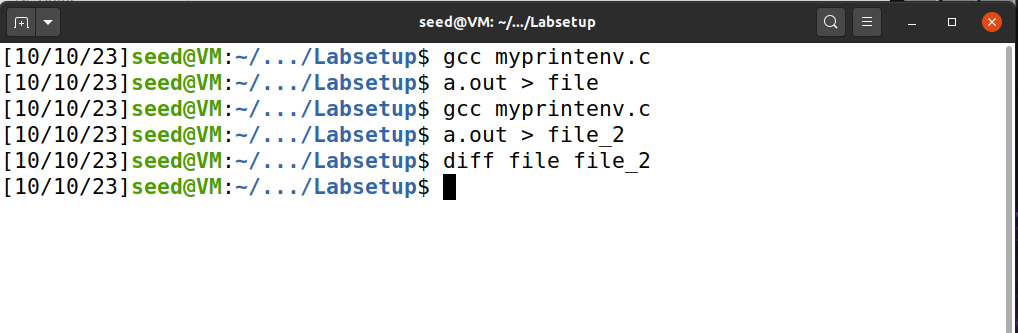 seed@VM: ~/.../Labsetup
[10/10/23]seed@VM:~/.../Labsetup$ gcc myprintenv.c
[10/10/23]seed@VM:~/.../Labsetup$ a.out > file
[10/10/23]seed@VM:~/.../Labsetup$ gcc myprintenv.c
[10/10/23]seed@VM:~/.../Labsetup$ a.out > file_2
[10/10/23]seed@VM:~/.../Labsetup$ diff file file_2
[10/10/23]seed@VM:~/.../Labsetup$